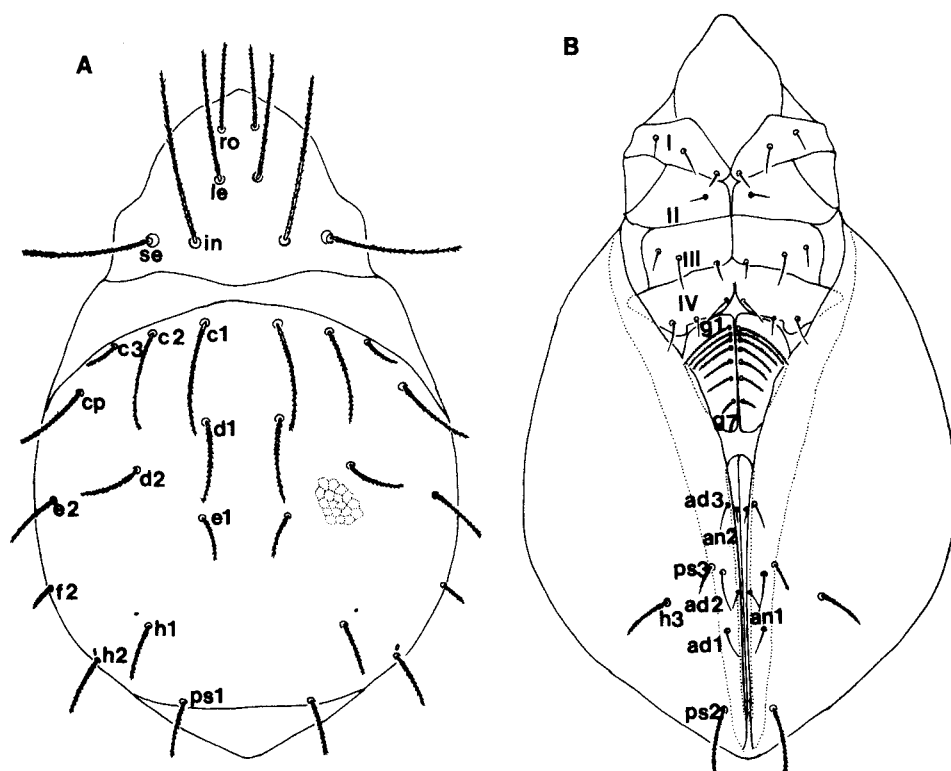 A
ro
le
se
in
c3
c2
c1
cp
d1
d2
e2
e1
f2
h1
h2
ps1
B
I
II
III
IV
g1
g7
ad3
an2
ps3
ad2
an1
h3
ad1
ps2